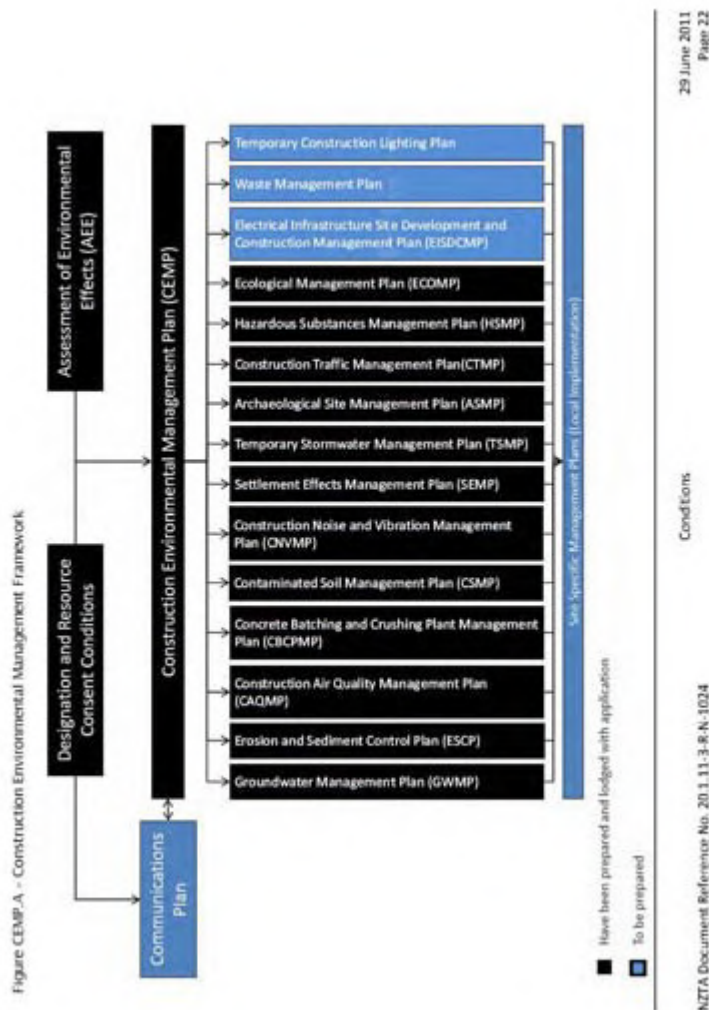 Figure CEMP.A - Construction Environmental Management Framework
Designation and Resource
Consent Conditions
Assessment of Environmental
Effects (AEE)
Communications
Plan
Construction Environmental Management Plan (CEMP)
Groundwater Management Plan (GWMP)
Erosion and Sediment Control Plan (ESCP)
Construction Air Quality Management Plan
(CAQMP)
Concrete Batching and Crushing Plant Management
Plan (CBCPMP)
Contaminated Soil Management Plan (CSMP)
Construction Noise and Vibration Management
Plan (CNVMP)
Settlement Effects Management Plan (SEMP)
Temporary Stormwater Management Plan (TSMP)
Archaeological Site Management Plan (ASMP)
Construction Traffic Management Plan(CTMP)
Hazardous Substances Management Plan (HSMP)
Ecological Management Plan (ECOMP)
Electrical Infrastructure Site Development and
Construction Management Plan (EISDCMP)
Waste Management Plan
Temporary Construction Lighting Plan
Site Specific Management Plans (Local Implementation)
Have been prepared and lodged with application
To be prepared
NZTA Document Reference No. 20.1.11-3-R-N-1024
Conditions
29 June 2011
Page 22